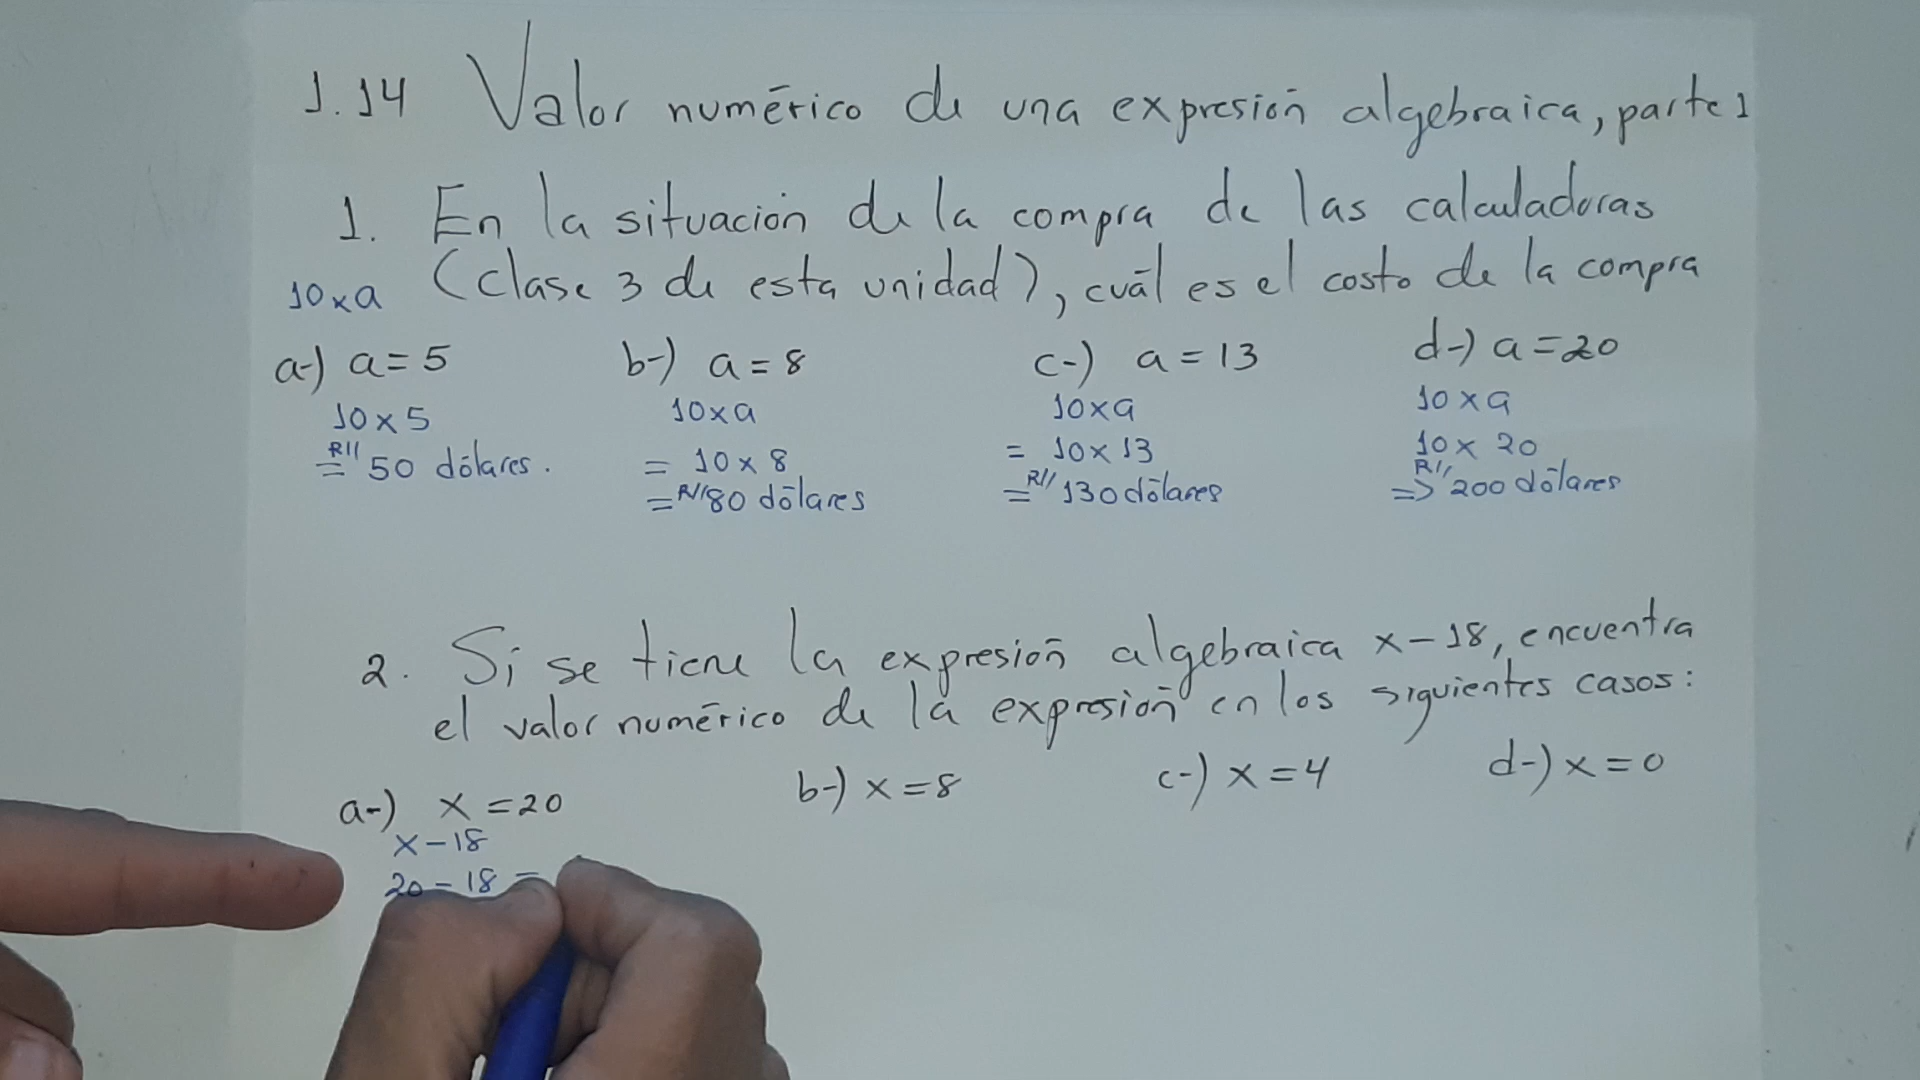 1.14 Valor numérico de una expresión algebraica, parte 1
1. En la situación de la compra de las calculadoras
(clase 3 de esta unidad), cuál es el costo de la compra
10xa
a-) a=5
10x5
= R// 50 dólares.
b-) a=8
10xa
= 10x8
= R// 80 dólares
c-) a=13
10xa
= 10x13
= R// 130 dólares
d-) a=20
10xa
10x 20
=> R// 200 dólares
2. Si se tiene la expresión algebraica x-18, encuentra
el valor numérico de la expresión en los siguientes casos:
a-) x=20
x-18
20-18 =
b-) x=8
c-) x=4
d-) x=0